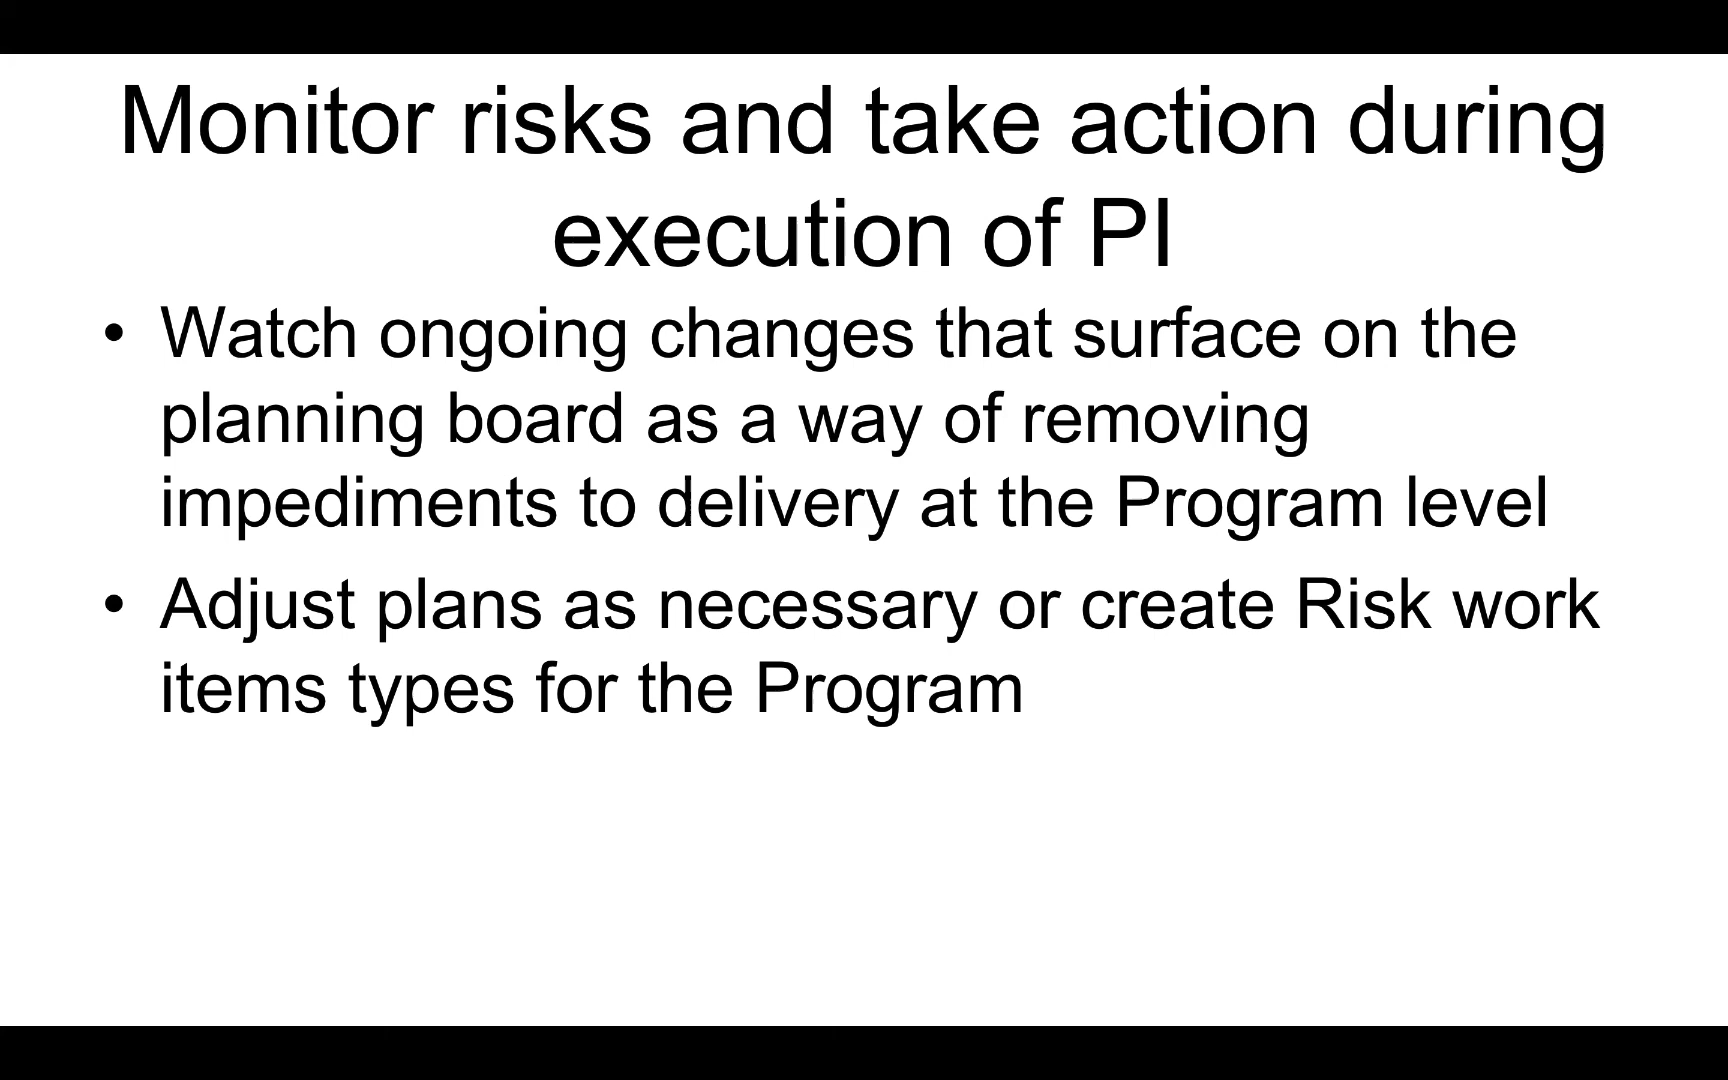 Monitor risks and take action during
execution of PI
• Watch ongoing changes that surface on the
planning board as a way of removing
impediments to delivery at the Program level
• Adjust plans as necessary or create Risk work
items types for the Program